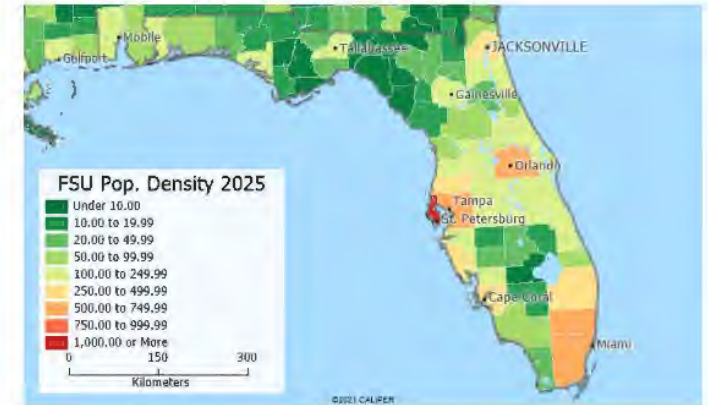 Mobile
Gulfport
Tallahassee
JACKSONVILLE
Gainesville
Orlando
Tampa
St. Petersburg
Cape Coral
Miami
FSU Pop. Density 2025
Under 10.00
10.00 to 19.99
20.00 to 49.99
50.00 to 99.99
100.00 to 249.99
250.00 to 499.99
500.00 to 749.99
750.00 to 999.99
1,000.00 or More
0 150 300
Kilometers
©2021 CALIPER